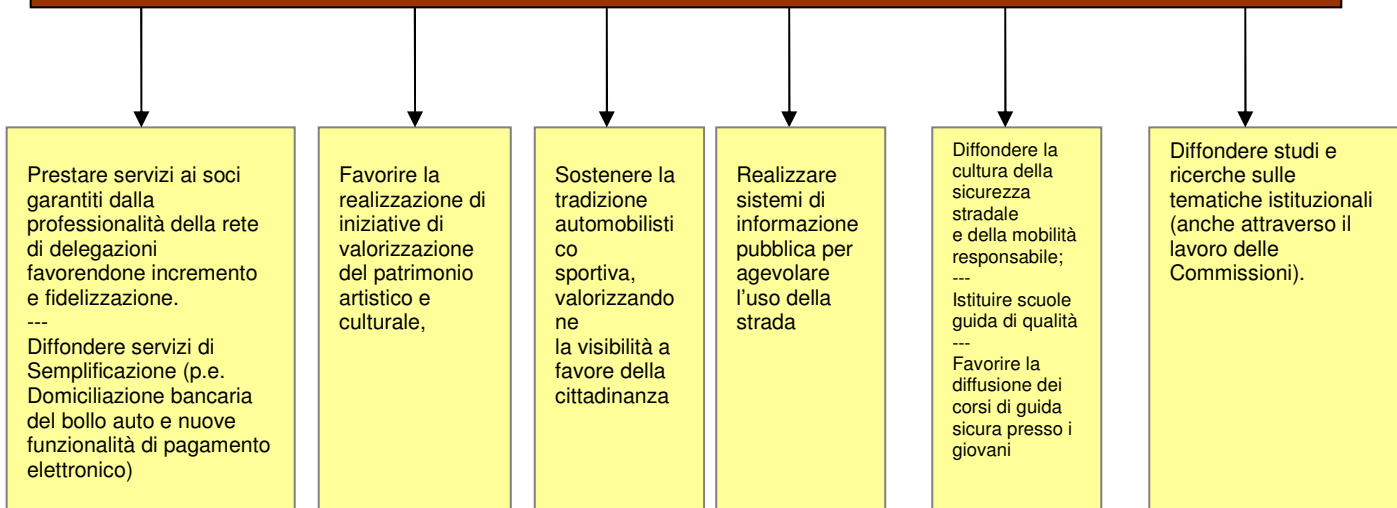 Prestare servizi ai soci
garantiti dalla
professionalità della rete
di delegazioni
favorendone incremento
e fidelizzazione.
---
Diffondere servizi di
Semplificazione (p.e.
Domiciliazione bancaria
del bollo auto e nuove
funzionalità di pagamento
elettronico)
Favorire la
realizzazione di
iniziative di
valorizzazione
del patrimonio
artistico e
culturale,
Sostenere la
tradizione
automobilisti
co
sportiva,
valorizzando
ne
la visibilità a
favore della
cittadinanza
Realizzare
sistemi di
informazione
pubblica per
agevolare
l'uso della
strada
Diffondere la
cultura della
sicurezza
stradale
e della mobilità
responsabile;
---
Istituire scuole
guida di qualità
---
Favorire la
diffusione dei
corsi di guida
sicura presso i
giovani
Diffondere studi e
ricerche sulle
tematiche istituzionali
(anche attraverso il
lavoro delle
Commissioni).